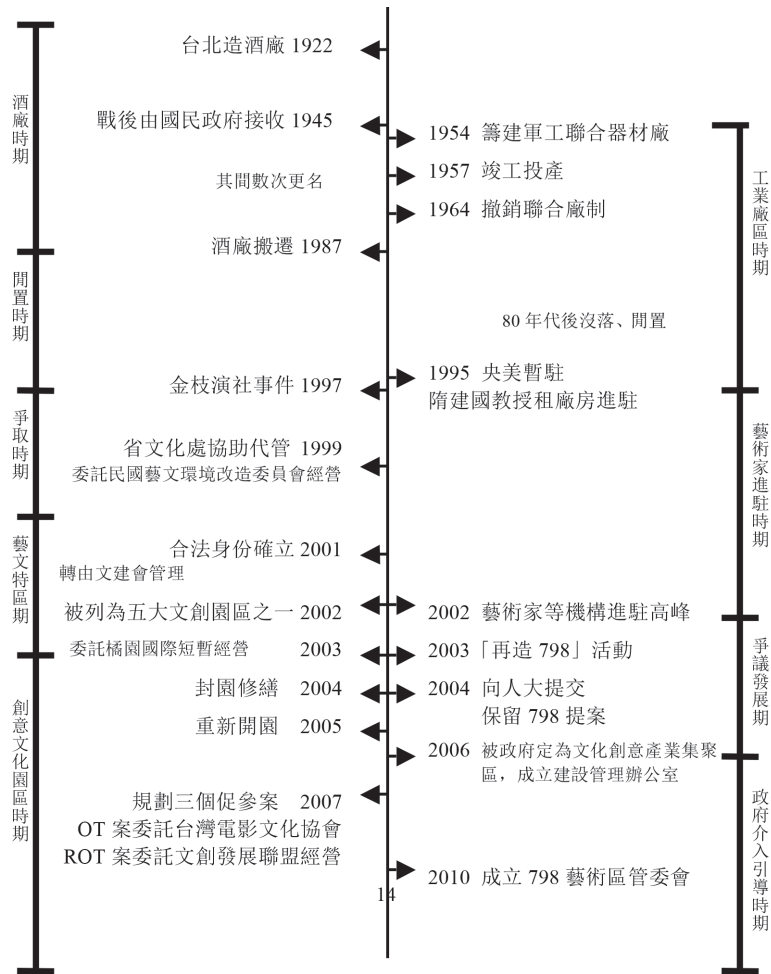 台北造酒廠 1922
戰後由國民政府接收 1945
其間數次更名
酒廠搬遷 1987
金枝演社事件 1997
省文化處協助代管 1999
委託民國藝文環境改造委員會經營
合法身份確立 2001
轉由文建會管理
被列為五大文創園區之一 2002
委託橘園國際短暫經營 2003
封園修繕 2004
重新開園 2005
規劃三個促參案 2007
OT 案委託台灣電影文化協會
ROT 案委託文創發展聯盟經營
1954 籌建軍工聯合器材廠
1957 竣工投產
1964 撤銷聯合廠制
80 年代後沒落、閒置
1995 央美暫駐
隋建國教授租廠房進駐
2002 藝術家等機構進駐高峰
2003「再造 798」活動
2004 向人大提交
保留 798 提案
2006 被政府定為文化創意產業集聚
區，成立建設管理辦公室
2010 成立 798 藝術區管委會
酒廠時期
閒置時期
爭取時期
藝文特區期
創意文化園區時期
工業廠區時期
藝術家進駐時期
爭議發展期
政府介入引導時期
14